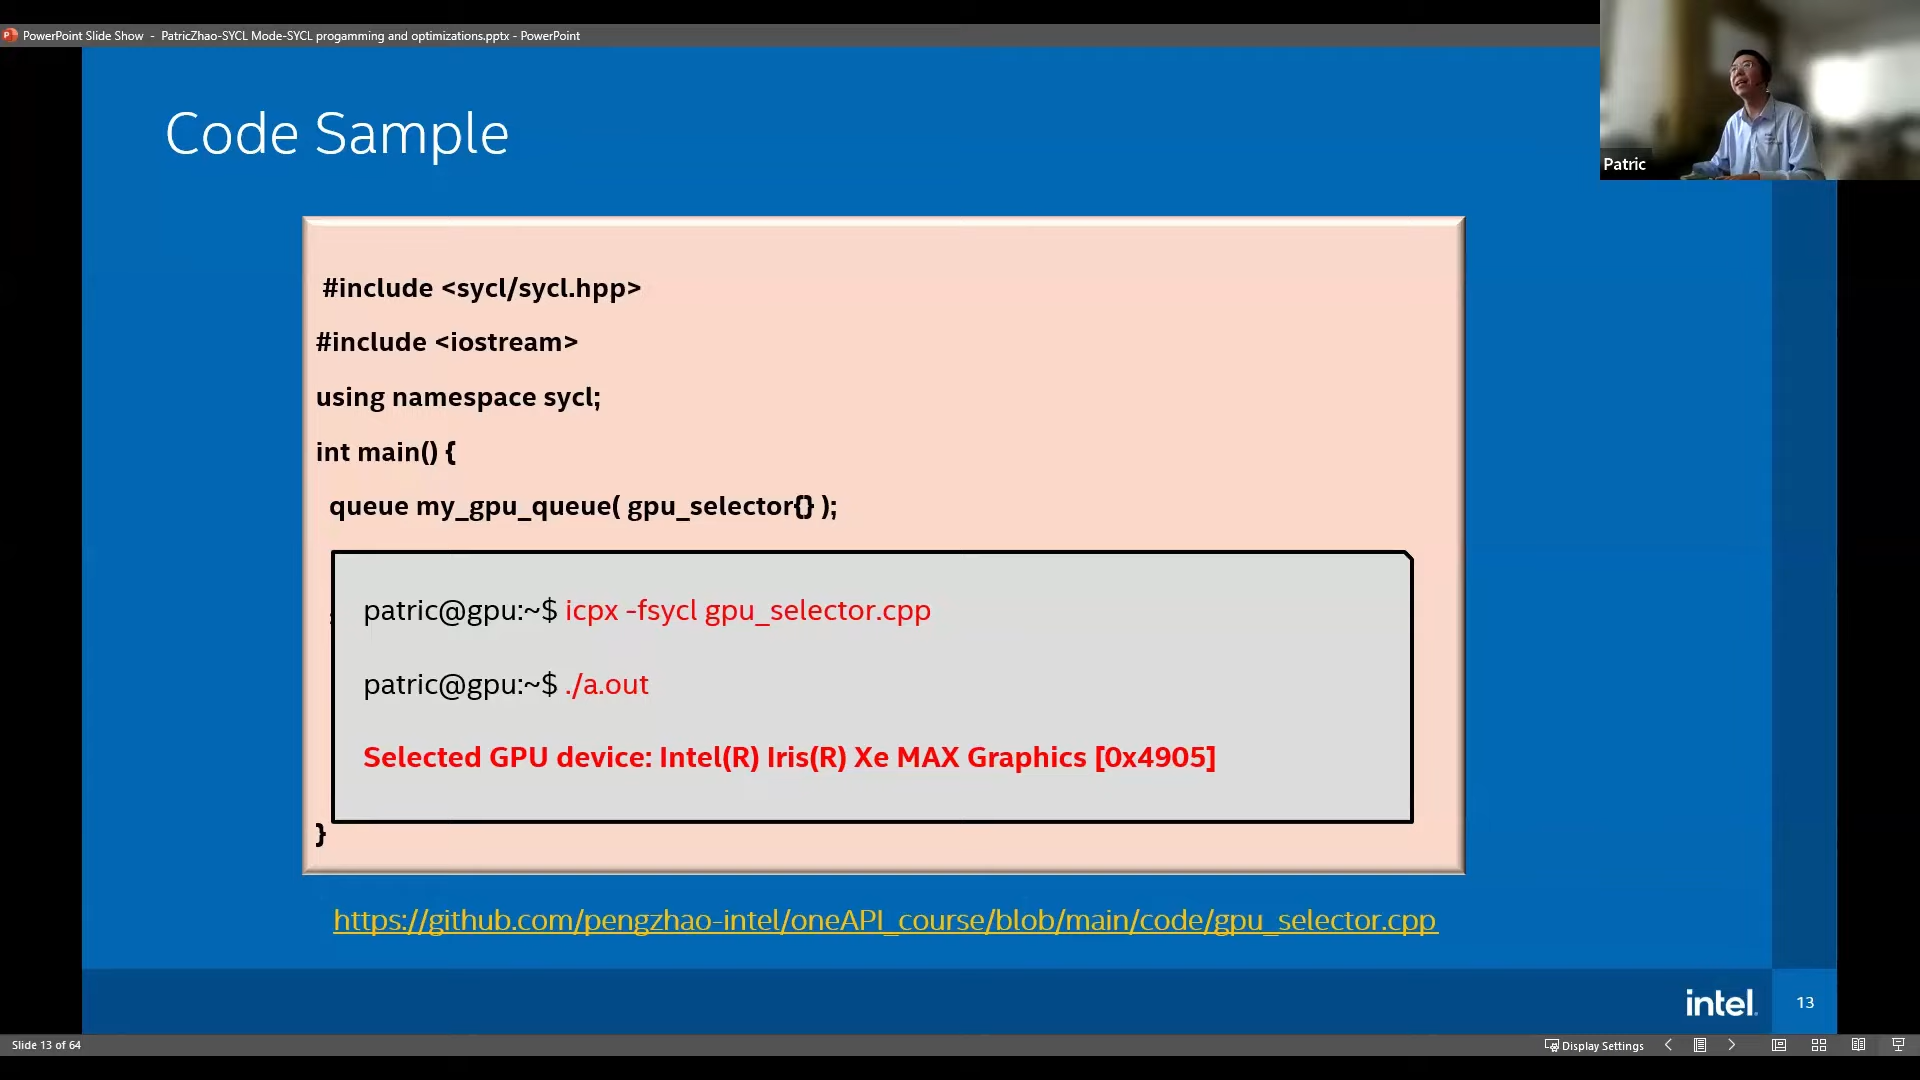 PowerPoint Slide Show - PatricZhao-SYCL Mode-SYCL progamming and optimizations.pptx - PowerPoint
Patric
Code Sample
#include <sycl/sycl.hpp>
#include <iostream>
using namespace sycl;
int main() {
queue my_gpu_queue( gpu_selector{} );
patric@gpu:~$ icpx -fsycl gpu_selector.cpp
patric@gpu:~$ ./a.out
Selected GPU device: Intel(R) Iris(R) Xe MAX Graphics [0x4905]
}
https://github.com/pengzhao-intel/oneAPI_course/blob/main/code/gpu_selector.cpp
intel.
13
Slide 13 of 64
Display Settings